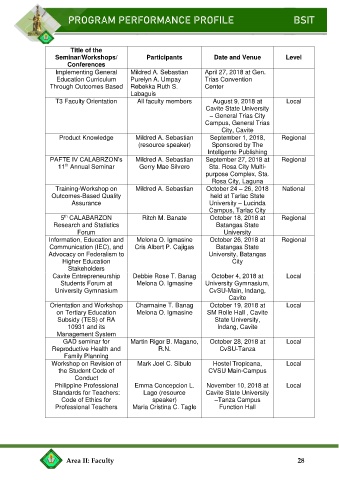 PROGRAM PERFORMANCE PROFILE BSIT
Title of the Seminar/Workshops/ Conferences Participants Date and Venue Level
Implementing General Mildred A. Sebastian April 27, 2018 at Gen.
Education Curriculum Purelyn A. Umpay Trias Convention
Through Outcomes Based Rebekka Ruth S. Center
Labaguis
T3 Faculty Orientation All faculty members August 9, 2018 at Local
Cavite State University
– General Trias City
Campus, General Trias
City, Cavite
Product Knowledge Mildred A. Sebastian September 1, 2018, Regional
(resource speaker) Sponsored by The
Intelligente Publishing
PAFTE IV CALABRZON's Mildred A. Sebastian September 27, 2018 at Regional
11th Annual Seminar Gerry Mae Silvero Sta. Rosa City Multi-
purpose Complex, Sta.
Rosa City, Laguna
Training-Workshop on Mildred A. Sebastian October 24 – 26, 2018 National
Outcomes-Based Quality held at Tarlac State
Assurance University – Lucinda
Campus, Tarlac City
5th CALABARZON Ritch M. Banate October 18, 2018 at Regional
Research and Statistics Batangas State
Forum University
Information, Education and Melona O. Igmasine October 26, 2018 at Regional
Communication (IEC), and Cris Albert P. Cajigas Batangas State
Advocacy on Federalism to University, Batangas
Higher Education City
Stakeholders
Cavite Entrepreneurship Debbie Rose T. Banag October 4, 2018 at Local
Students Forum at Melona O. Igmasine University Gymnasium,
University Gymnasium CvSU-Main, Indang,
Cavite
Orientation and Workshop Charmaine T. Banag October 19, 2018 at Local
on Tertiary Education Melona O. Igmasine SM Rolle Hall , Cavite
Subsidy (TES) of RA State University,
10931 and its Indang, Cavite
Management System
GAD seminar for Martin Rigor B. Magano, October 28, 2018 at Local
Reproductive Health and R.N. CvSU-Tanza
Family Planning
Workshop on Revision of Mark Joel C. Sibulo Hostel Tropicana, Local
the Student Code of CVSU Main-Campus
Conduct
Philippine Professional Emma Concepcion L. November 10, 2018 at Local
Standards for Teachers: Lago (resource Cavite State University
Code of Ethics for speaker) –Tanza Campus
Professional Teachers Maria Cristina C. Tagle Function Hall
Area II: Faculty 28